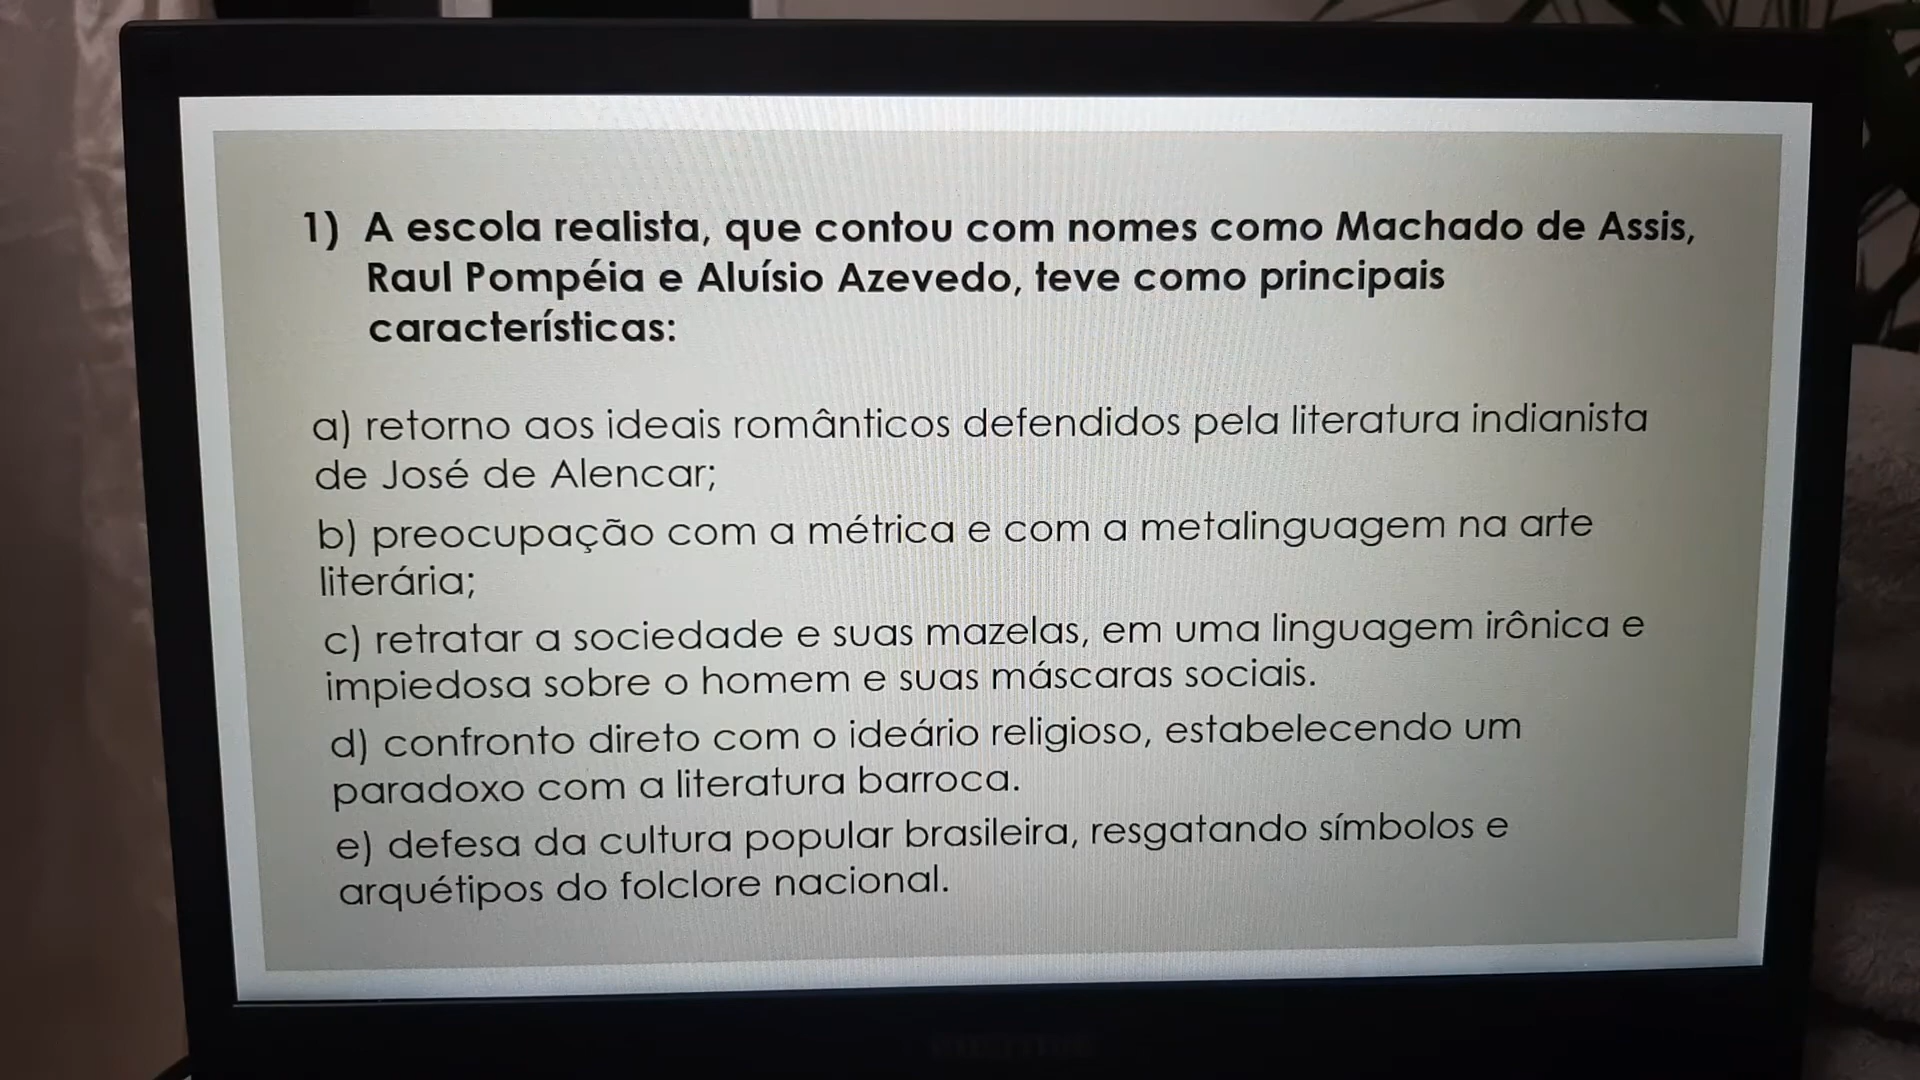 1) A escola realista, que contou com nomes como Machado de Assis,
Raul Pompéia e Aluísio Azevedo, teve como principais
características:
a) retorno aos ideais românticos defendidos pela literatura indianista
de José de Alencar;
b) preocupação com a métrica e com a metalinguagem na arte
literária;
c) retratar a sociedade e suas mazelas, em uma linguagem irônica e
impiedosa sobre o homem e suas máscaras sociais.
d) confronto direto com o ideário religioso, estabelecendo um
paradoxo com a literatura barroca.
e) defesa da cultura popular brasileira, resgatando símbolos e
arquétipos do folclore nacional.